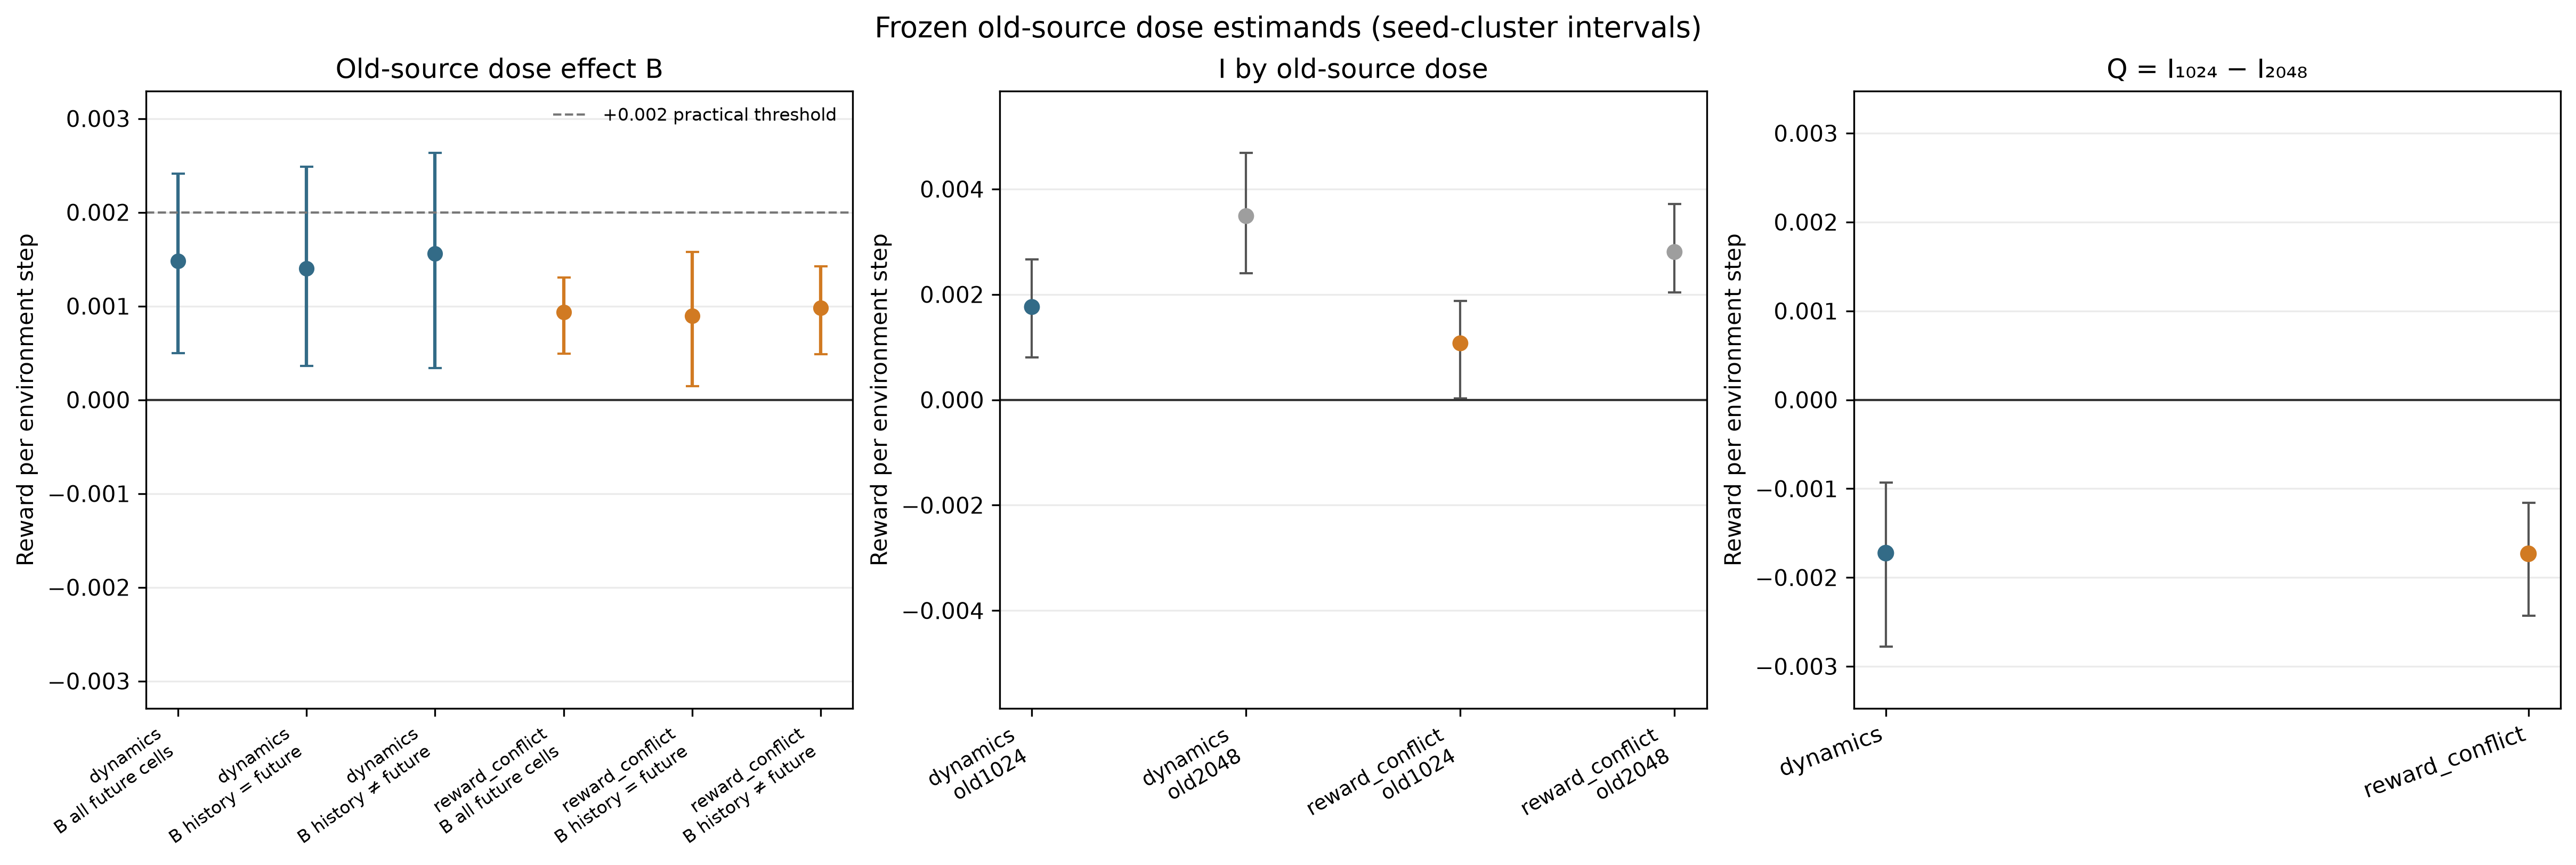 Frozen old-source dose estimands (seed-cluster intervals)
Old-source dose effect B
Reward per environment step
0.003
0.002
0.001
0.000
−0.001
−0.002
−0.003
+0.002 practical threshold
dynamics
B all future cells
dynamics
B history = future
dynamics
B history ≠ future
reward_conflict
B all future cells
reward_conflict
B history = future
reward_conflict
B history ≠ future
I by old-source dose
Reward per environment step
0.004
0.002
0.000
−0.002
−0.004
dynamics
old1024
dynamics
old2048
reward_conflict
old1024
reward_conflict
old2048
Q = I₁₀₂₄ − I₂₀₄₈
Reward per environment step
0.003
0.002
0.001
0.000
−0.001
−0.002
−0.003
dynamics
reward_conflict